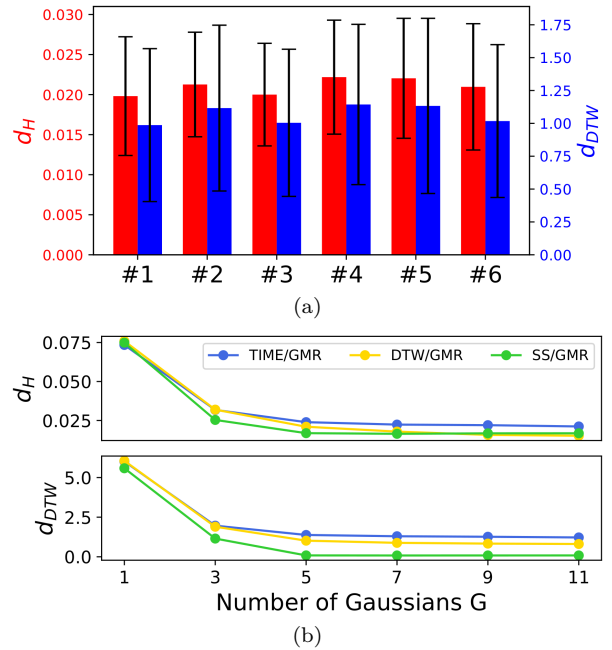 0.030
0.025
0.020
0.015
0.010
0.005
0.000
d_H
1.75
1.50
1.25
1.00
0.75
0.50
0.25
0.00
d_DTW
#1 #2 #3 #4 #5 #6
(a)
TIME/GMR DTW/GMR SS/GMR
0.075
0.050
0.025
d_H
5.0
2.5
0.0
d_DTW
1 3 5 7 9 11
Number of Gaussians G
(b)